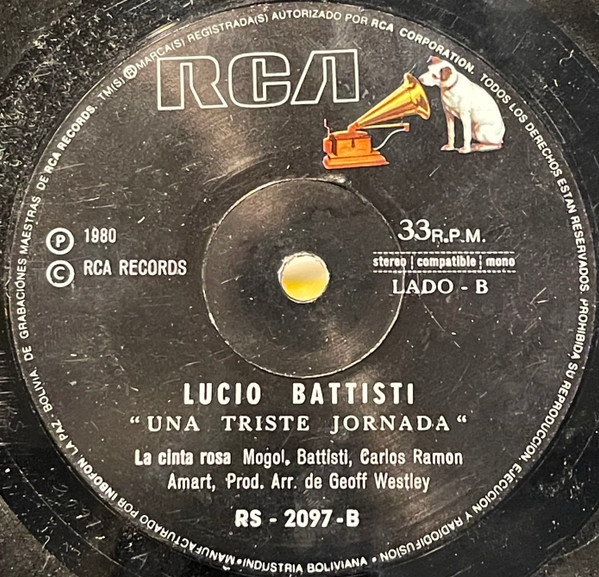 DE GRABACIONES MAESTRAS DE RCA RECORDS. TM(S) ® MARCA(S) REGISTRADA(S) AUTORIZADO POR RCA CORPORATION. TODOS LOS DERECHOS ESTAN RESERVADOS. PROHIBIDA SU REPRODUCCION, EJECUCION Y RADIODIFUSION
RCA
Ⓟ 1980
© RCA RECORDS
33 R.P.M.
stereo | compatible | mono
LADO - B
LUCIO BATTISTI
"UNA TRISTE JORNADA"
La cinta rosa Mogol, Battisti, Carlos Ramon
Amart, Prod. Arr. de Geoff Westley
RS - 2097-B
MANUFACTURADO POR INBOFON LA PAZ, BOLIVIA
• INDUSTRIA BOLIVIANA •